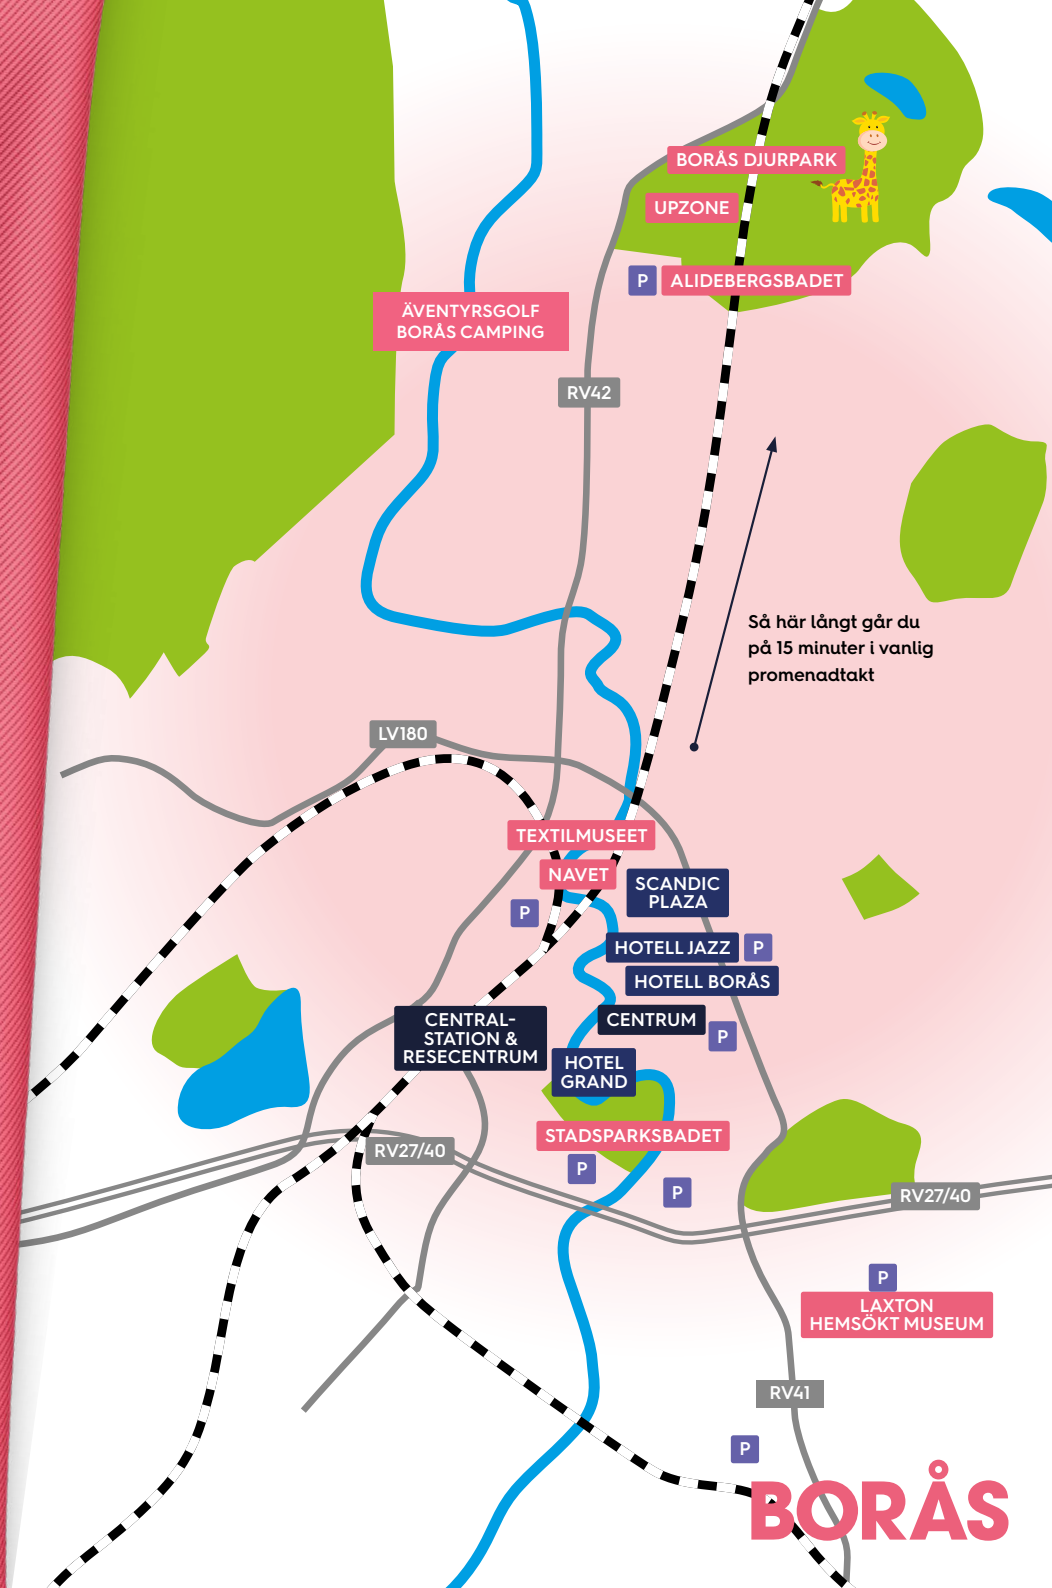 BORÅS DJURPARK
UPZONE
P
ALIDEBERGSBADET
ÄVENTYRSGOLF
BORÅS CAMPING
RV42
Så här långt går du
på 15 minuter i vanlig
promenadtakt
LV180
TEXTILMUSEET
NAVET
SCANDIC
PLAZA
P
HOTELL JAZZ
P
HOTELL BORÅS
CENTRUM
P
CENTRAL-
STATION &
RESECENTRUM
HOTEL
GRAND
STADSPARKSBADET
RV27/40
P
P
RV27/40
P
LAXTON
HEMSÖKT MUSEUM
RV41
P
BORÅS